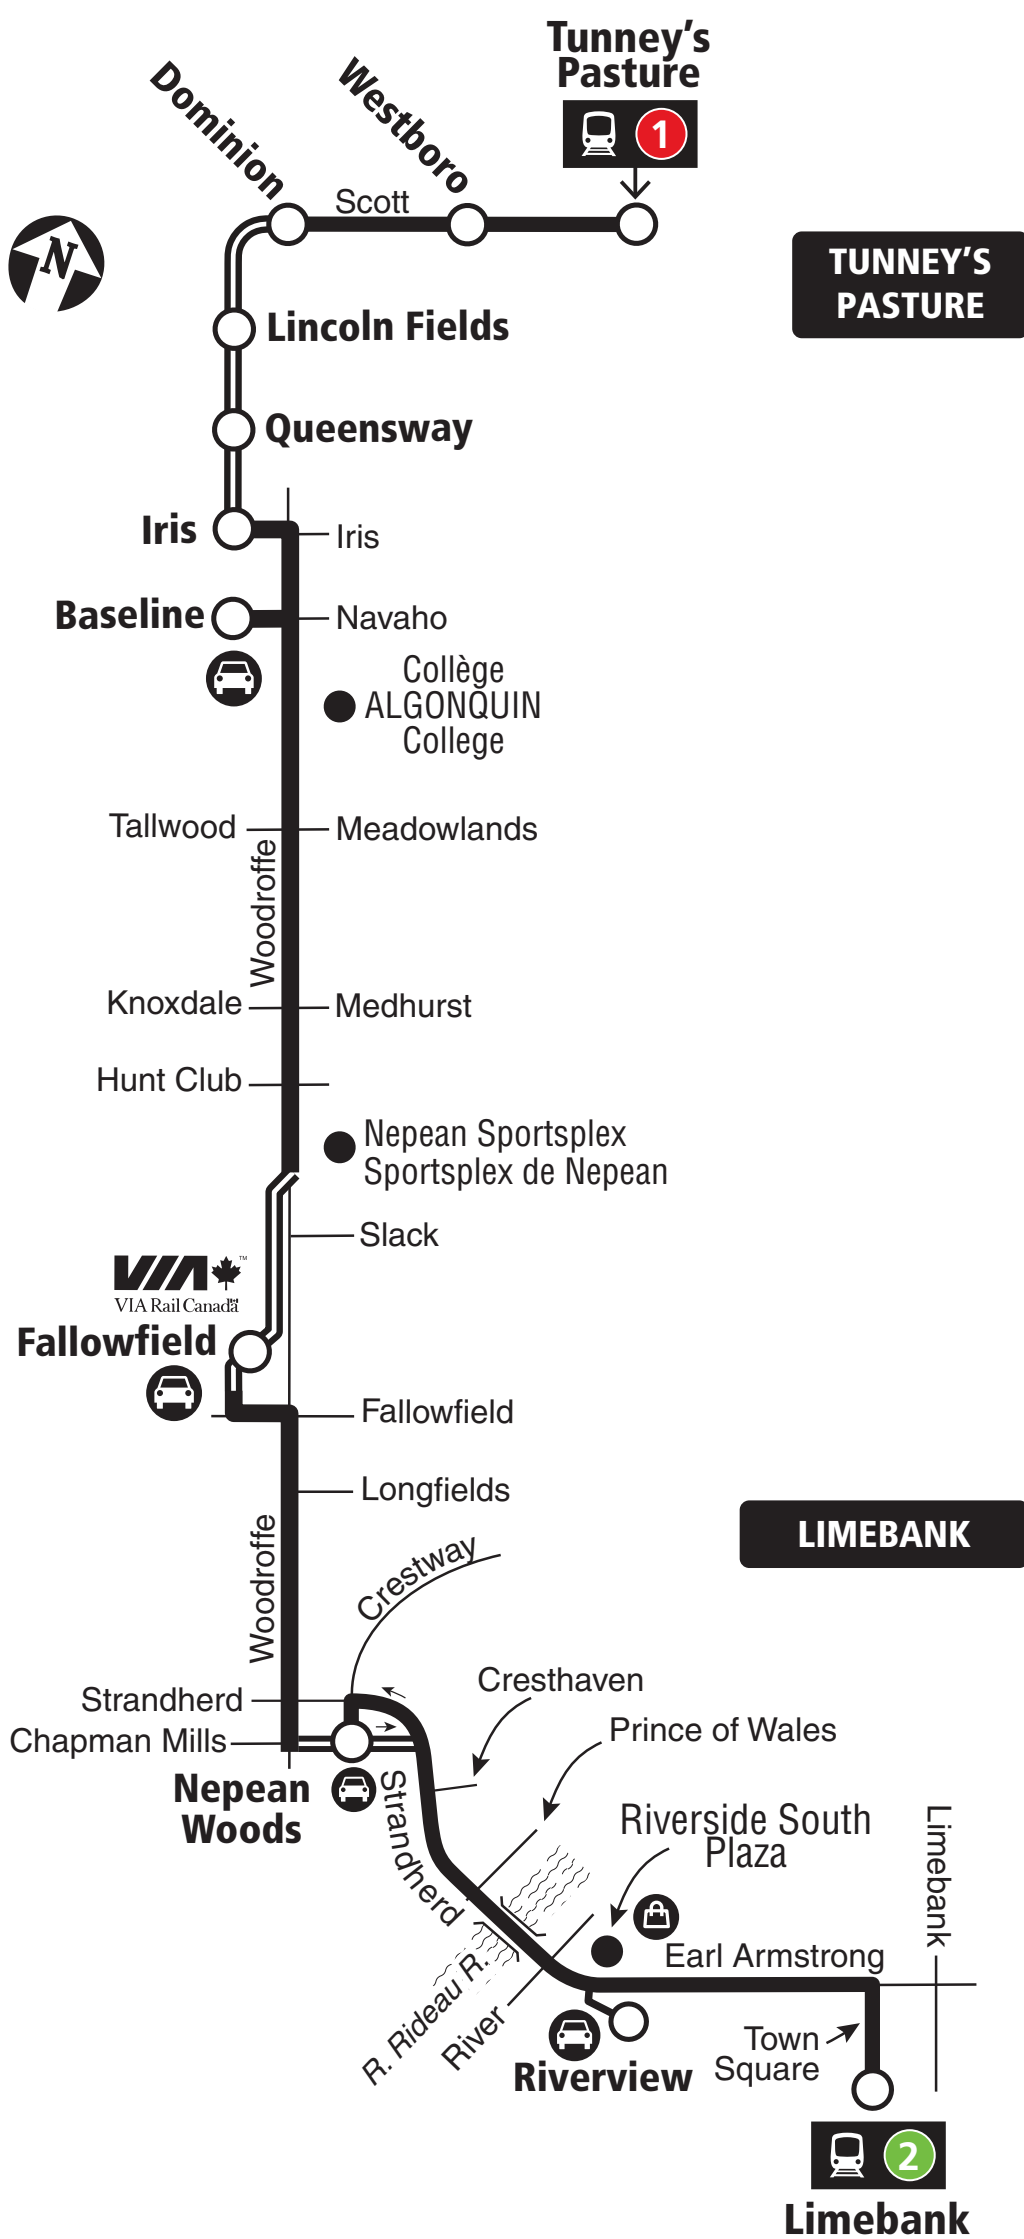 Tunney's
Pasture
1
Dominion
Westboro
Scott
N
TUNNEY'S
PASTURE
Lincoln Fields
Queensway
Iris
Iris
Baseline
Navaho
Collège
ALGONQUIN
College
Tallwood
Meadowlands
Woodroffe
Knoxdale
Medhurst
Hunt Club
Nepean Sportsplex
Sportsplex de Nepean
Slack
VIA
TM
VIA Rail Canada
Fallowfield
Fallowfield
Longfields
LIMEBANK
Woodroffe
Crestway
Strandherd
Cresthaven
Chapman Mills
Prince of Wales
Nepean
Woods
Strandherd
Riverside South
Plaza
Limebank
Earl Armstrong
R. Rideau R.
River
Riverview
Town
Square
2
Limebank